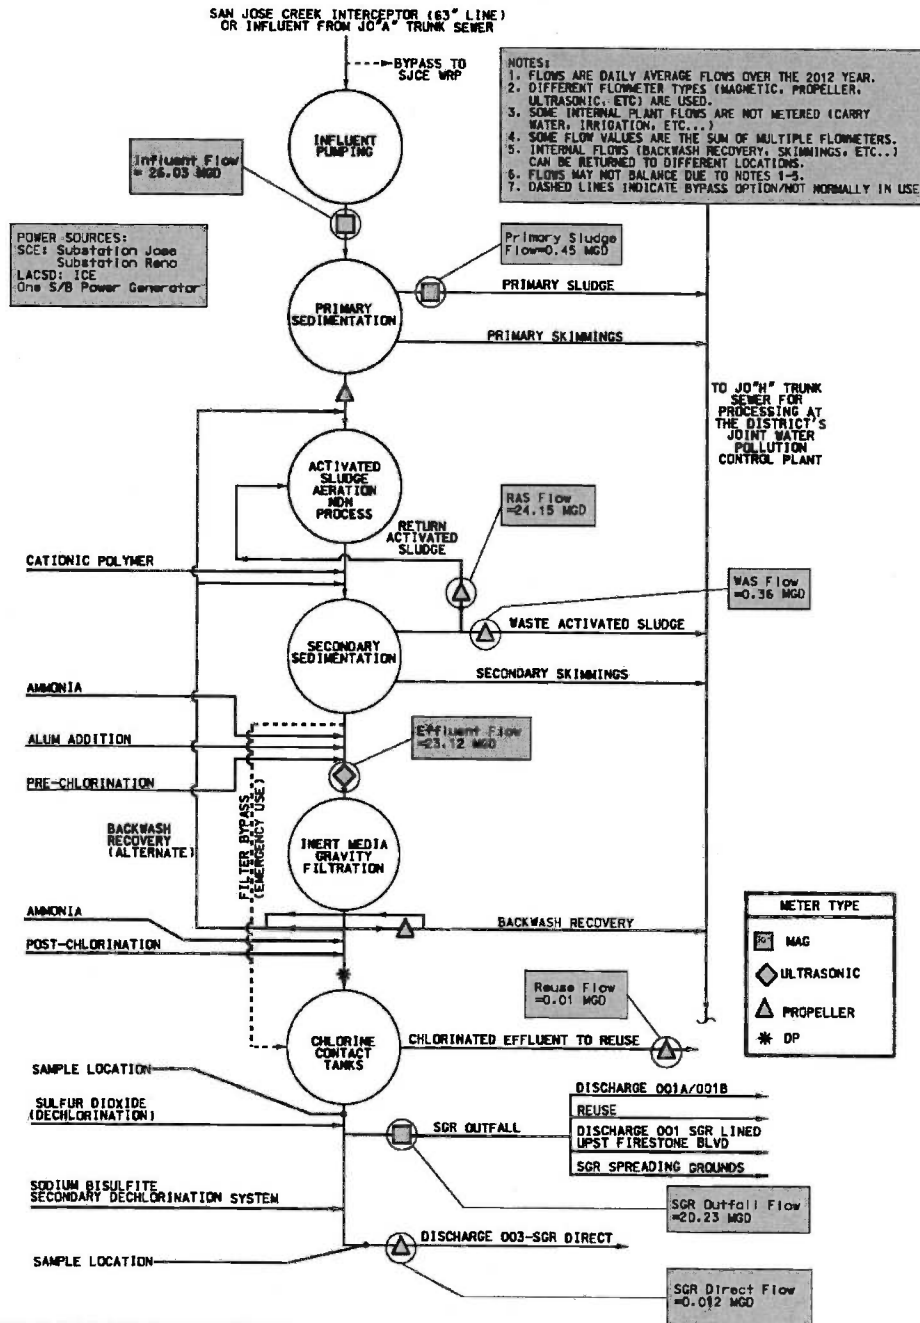 SAN JOSE CREEK INTERCEPTOR (63" LINE)
OR INFLUENT FROM JO"A" TRUNK SEWER
BYPASS TO
SJCE WRP
INFLUENT
PUMPING
Influent Flow
= 26.03 MGD
NOTES:
1. FLOWS ARE DAILY AVERAGE FLOWS OVER THE 2012 YEAR.
2. DIFFERENT FLOWMETER TYPES (MAGNETIC, PROPELLER,
ULTRASONIC, ETC) ARE USED.
3. SOME INTERNAL PLANT FLOWS ARE NOT METERED (CARRY
WATER, IRRIGATION, ETC...)
4. SOME FLOW VALUES ARE THE SUM OF MULTIPLE FLOWMETERS.
5. INTERNAL FLOWS (BACKWASH RECOVERY, SKIMMINGS, ETC..)
CAN BE RETURNED TO DIFFERENT LOCATIONS.
6. FLOWS MAY NOT BALANCE DUE TO NOTES 1-5.
7. DASHED LINES INDICATE BYPASS OPTION/NOT NORMALLY IN USE
POWER SOURCES:
SCE: Substation Jose
Substation Reno
LACSD: ICE
One S/B Power Generator
Primary Sludge
Flow=0.45 MGD
PRIMARY SLUDGE
PRIMARY
SEDIMENTATION
PRIMARY SKIMMINGS
TO JO"H" TRUNK
SEWER FOR
PROCESSING AT
THE DISTRICT'S
JOINT WATER
POLLUTION
CONTROL PLANT
ACTIVATED
SLUDGE
AERATION
NDN
PROCESS
RETURN
ACTIVATED
SLUDGE
RAS Flow
=24.15 MGD
CATIONIC POLYMER
WAS Flow
=0.36 MGD
WASTE ACTIVATED SLUDGE
SECONDARY
SEDIMENTATION
SECONDARY SKIMMINGS
AMMONIA
ALUM ADDITION
PRE-CHLORINATION
Effluent Flow
=23.12 MGD
BACKWASH
RECOVERY
(ALTERNATE)
FILTER BYPASS
(EMERGENCY USE)
INERT MEDIA
GRAVITY
FILTRATION
AMMONIA
POST-CHLORINATION
BACKWASH RECOVERY
METER TYPE
MAG
ULTRASONIC
PROPELLER
DP
Reuse Flow
=0.01 MGD
CHLORINE
CONTACT
TANKS
CHLORINATED EFFLUENT TO REUSE
SAMPLE LOCATION
SULFUR DIOXIDE
(DECHLORINATION)
SGR OUTFALL
DISCHARGE 001A/001B
REUSE
DISCHARGE 001 SGR LINED
UPST FIRESTONE BLVD
SGR SPREADING GROUNDS
SODIUM BISULFITE
SECONDARY DECHLORINATION SYSTEM
SGR Outfall Flow
=20.23 MGD
SAMPLE LOCATION
DISCHARGE 003-SGR DIRECT
SGR Direct Flow
=0.012 MGD